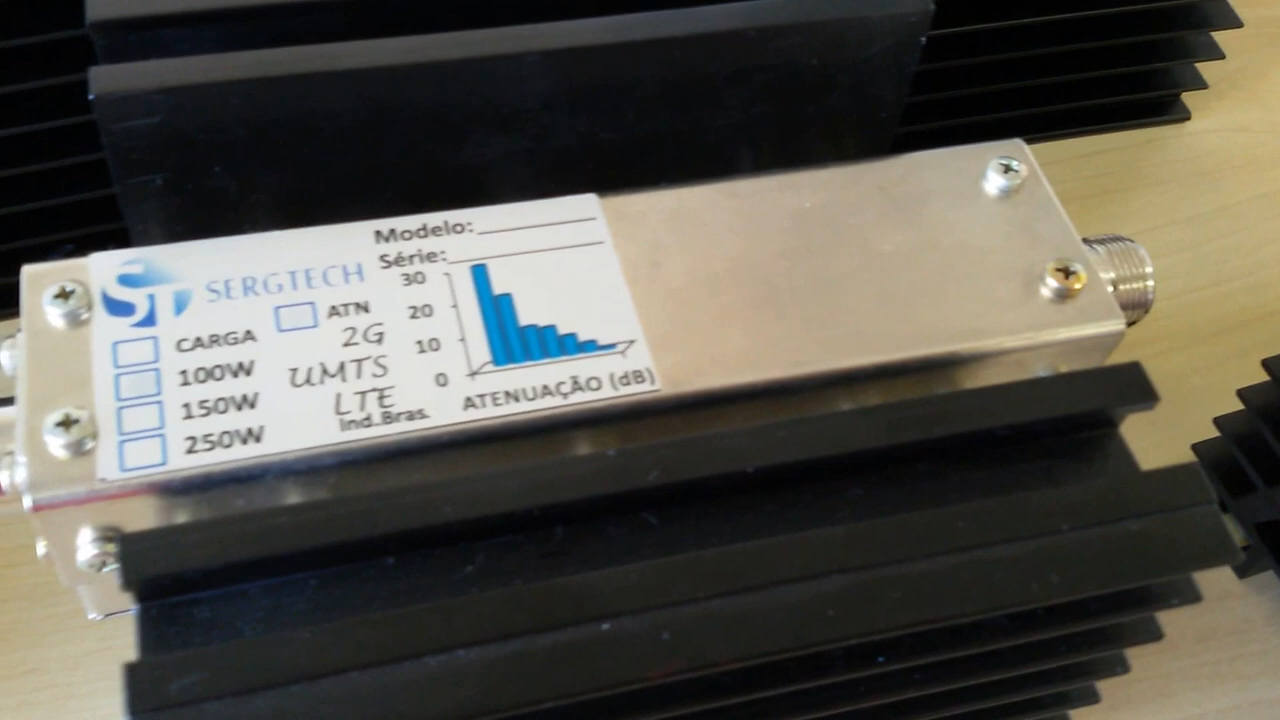 Modelo:
Série:
ST SERGTECH
ATN
CARGA
100W
150W
250W
2G
UMTS
LTE
Ind.Bras.
30
20
10
0
ATENUAÇÃO (dB)